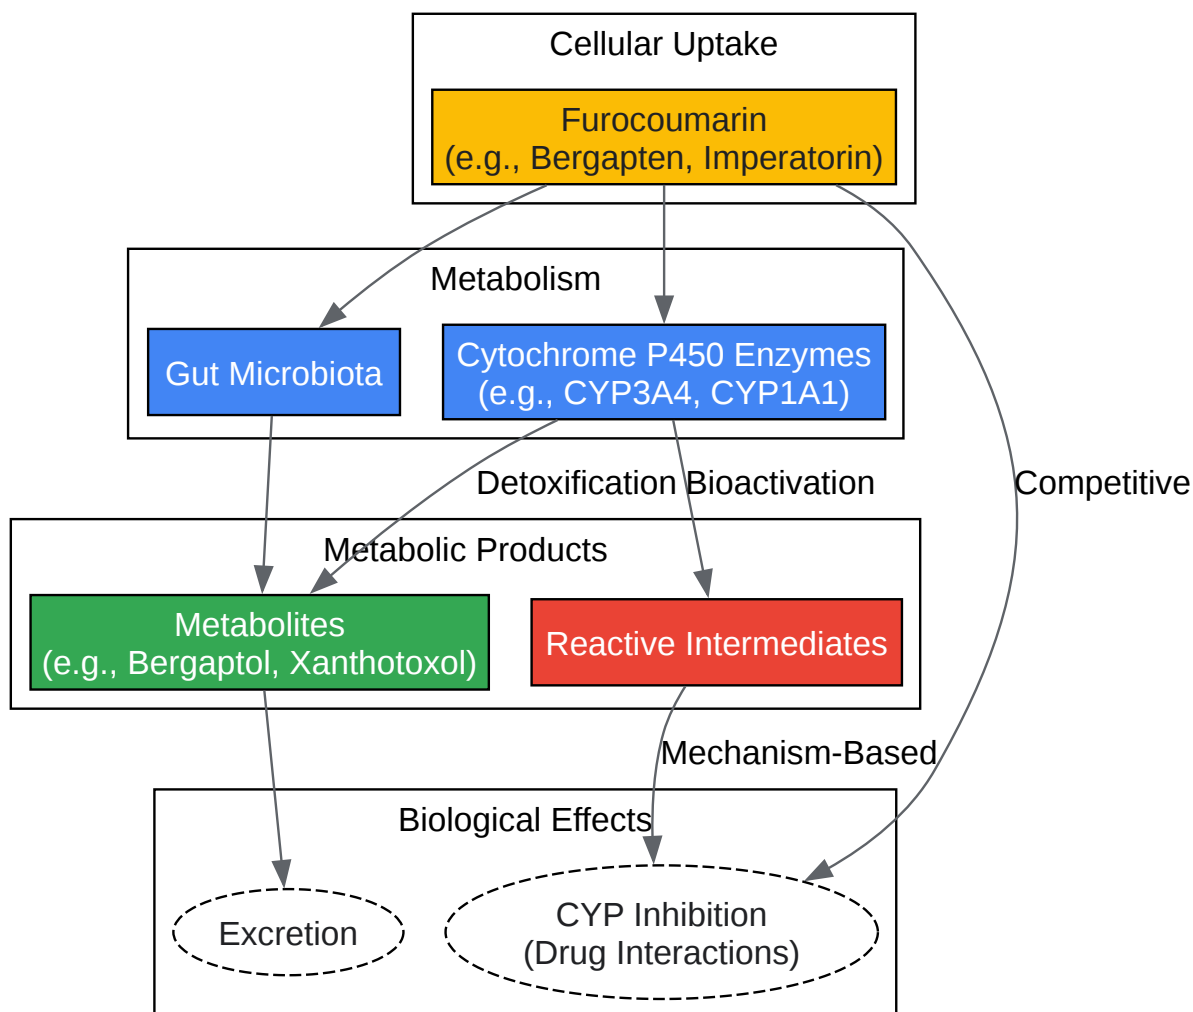 Cellular Uptake
Furocoumarin
(e.g., Bergapten, Imperatorin)
Metabolism
Gut Microbiota
Cytochrome P450 Enzymes
(e.g., CYP3A4, CYP1A1)
Detoxification
Bioactivation
Competitive
Metabolic Products
Metabolites
(e.g., Bergaptol, Xanthotoxol)
Reactive Intermediates
Mechanism-Based
Biological Effects
Excretion
CYP Inhibition
(Drug Interactions)